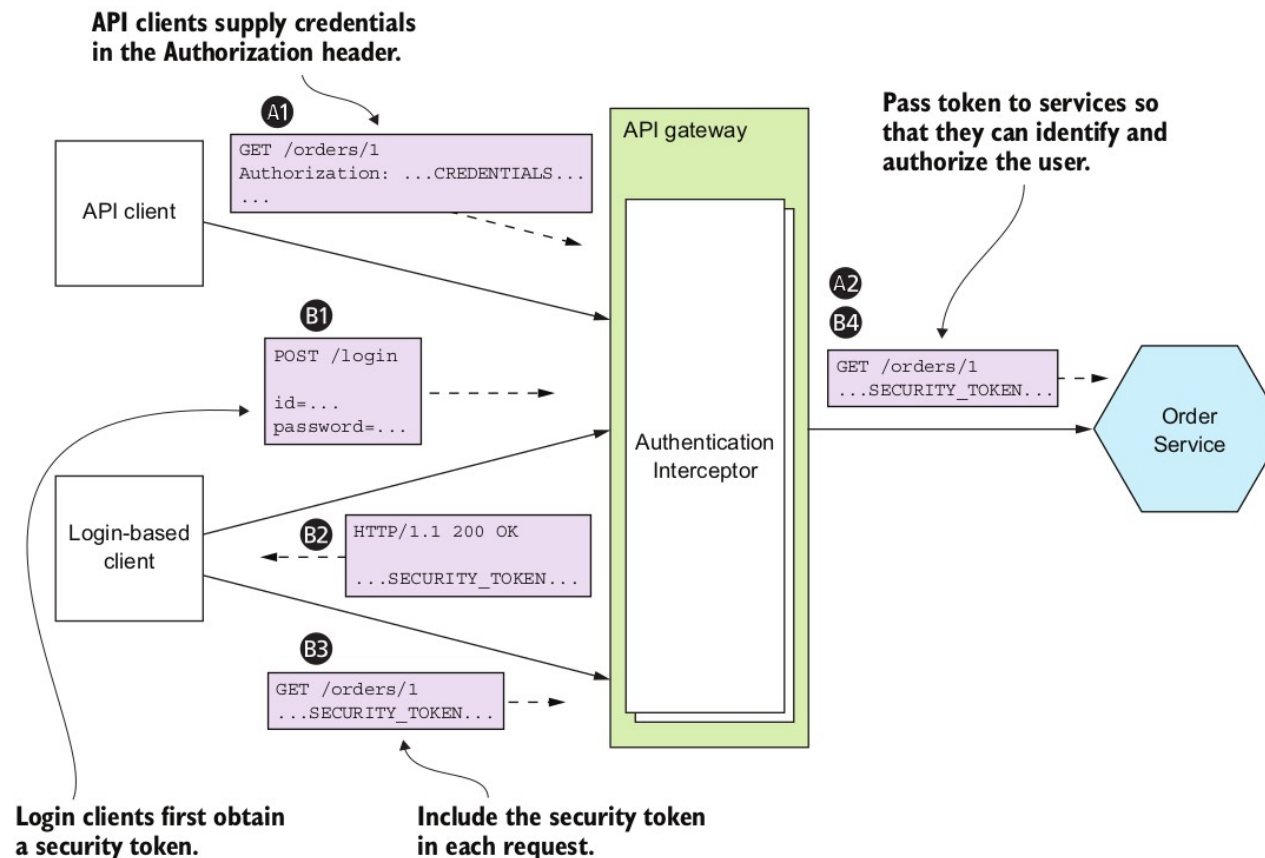 API clients supply credentials
in the Authorization header.
A1
GET /orders/1
Authorization: ...CREDENTIALS...
...
API client
API gateway
Pass token to services so
that they can identify and
authorize the user.
B1
POST /login
id=...
password=...
A2
B4
GET /orders/1
...SECURITY_TOKEN...
Authentication
Interceptor
Order
Service
Login-based
client
B2
HTTP/1.1 200 OK
...SECURITY_TOKEN...
B3
GET /orders/1
...SECURITY_TOKEN...
Login clients first obtain
a security token.
Include the security token
in each request.